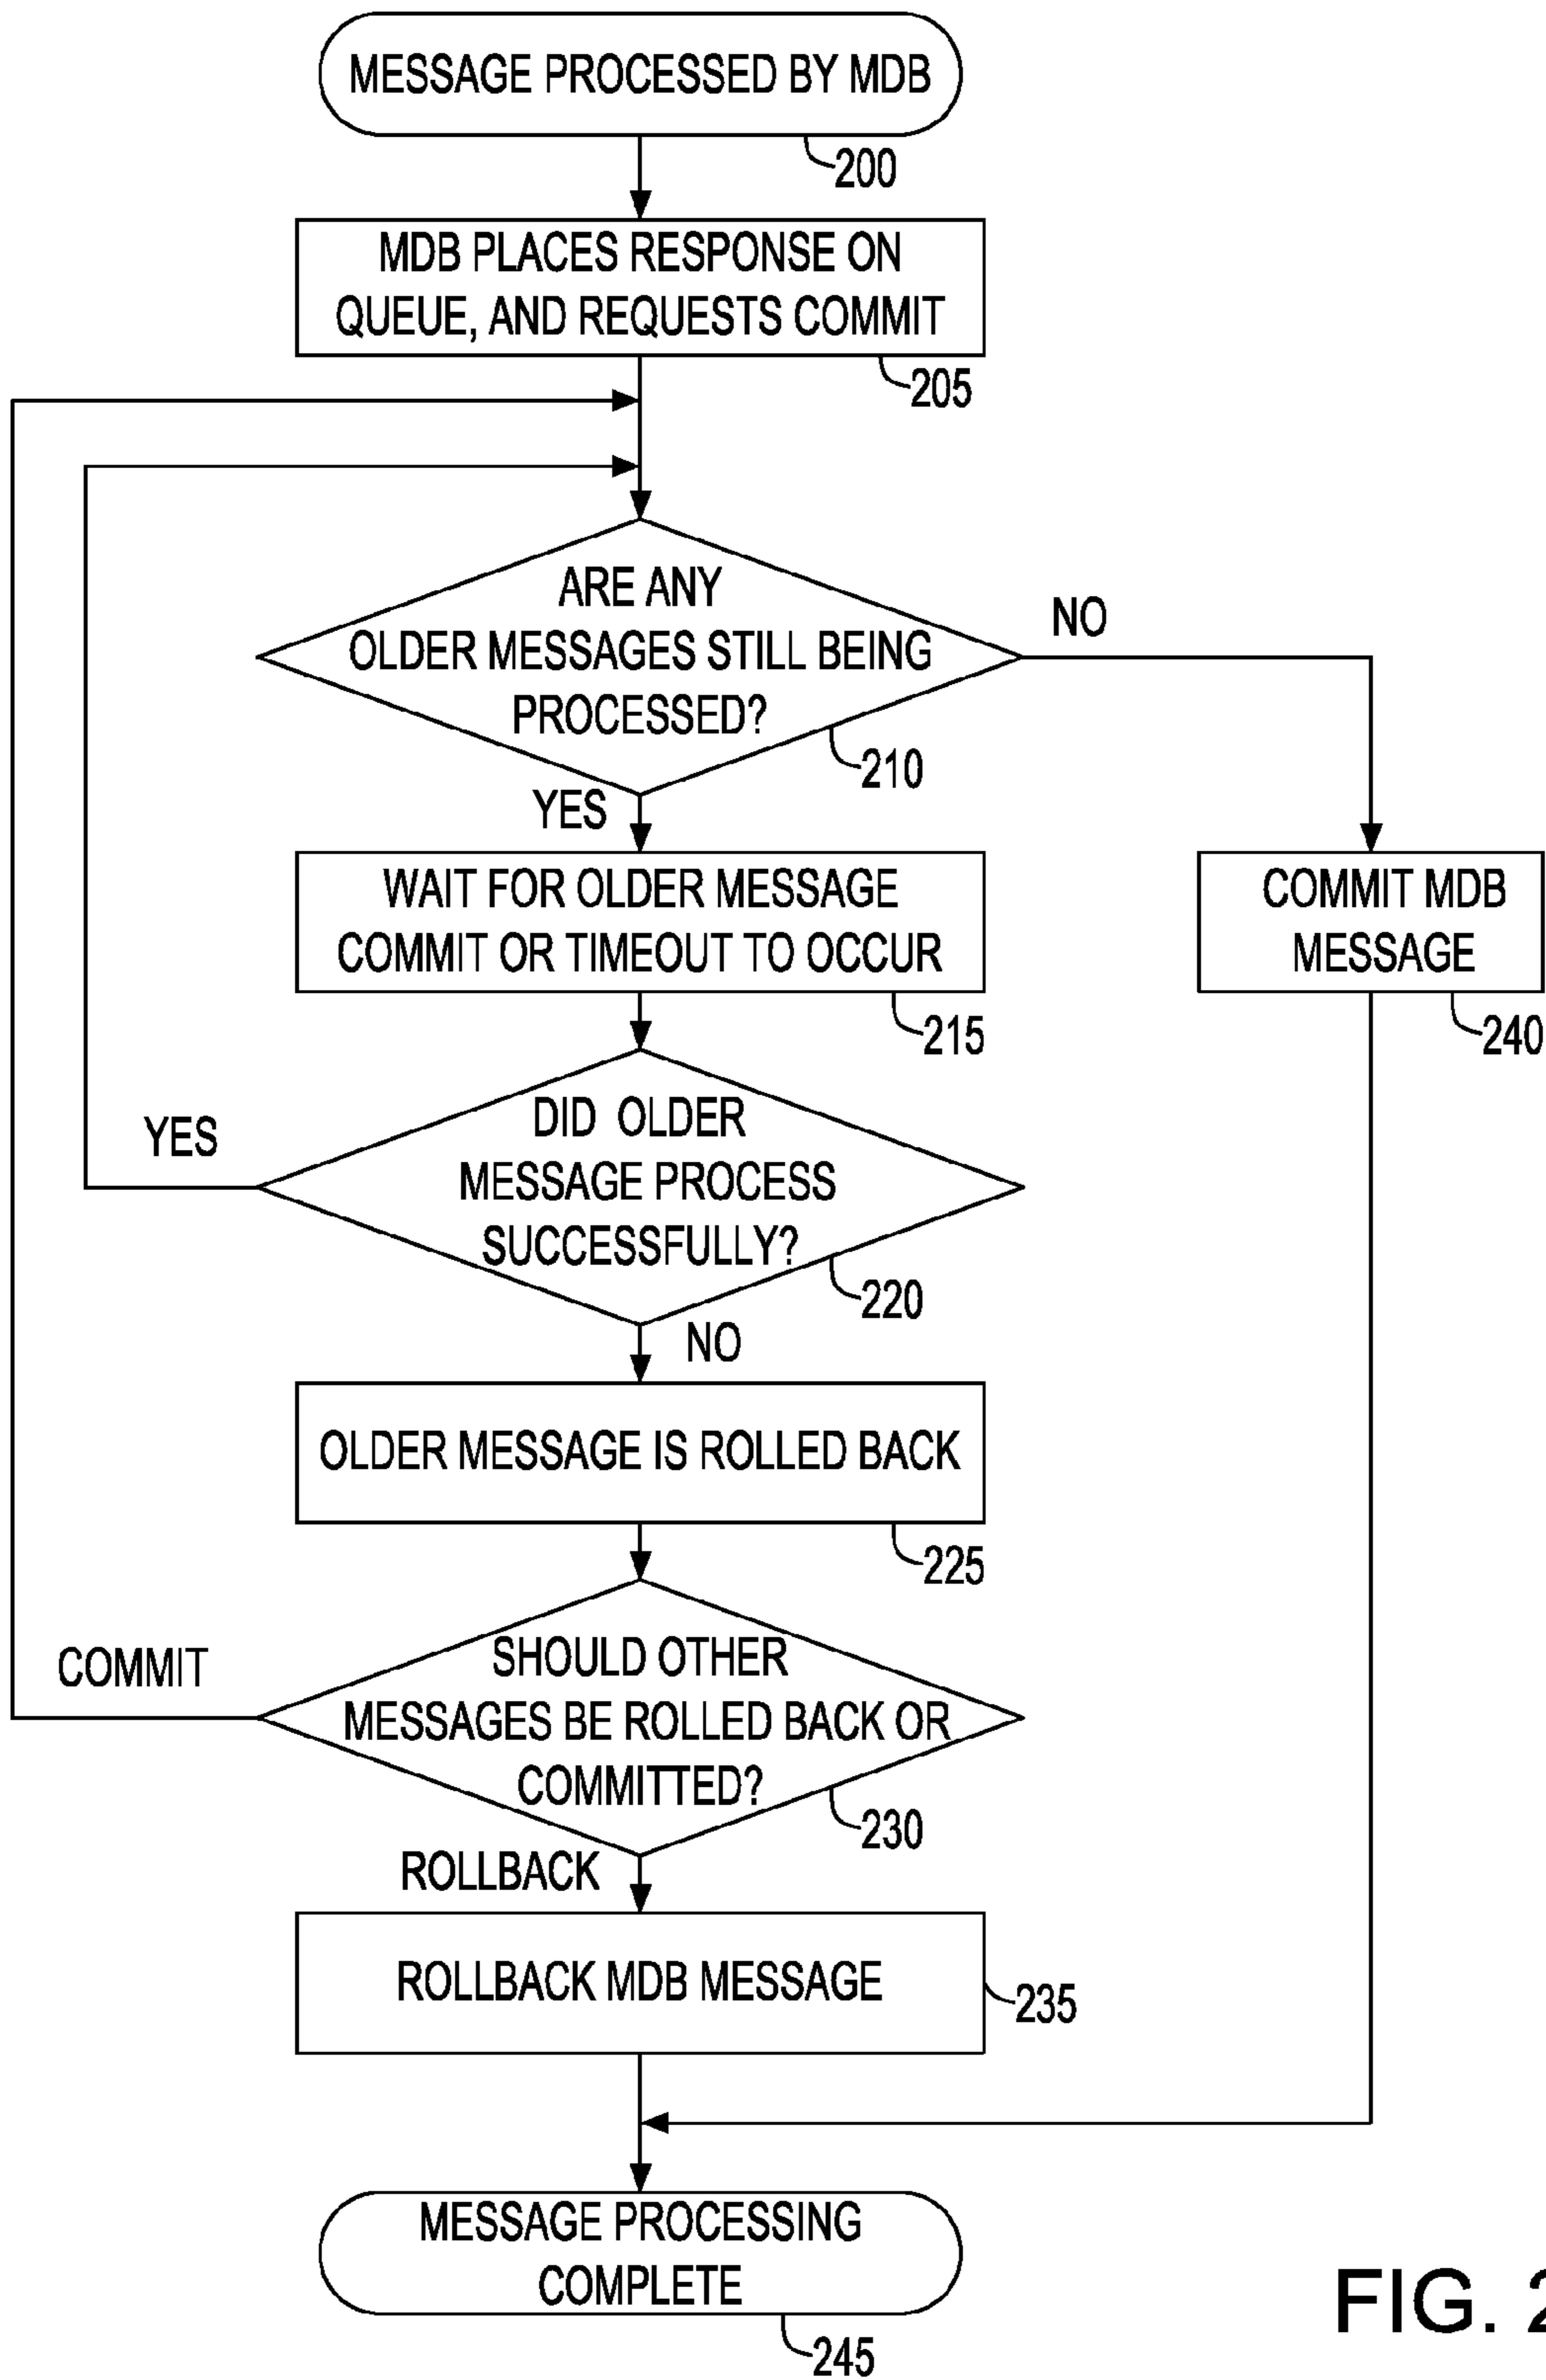 MESSAGE PROCESSED BY MDB
200
MDB PLACES RESPONSE ON
QUEUE, AND REQUESTS COMMIT
205
ARE ANY
OLDER MESSAGES STILL BEING
PROCESSED?
210
NO
YES
WAIT FOR OLDER MESSAGE
COMMIT OR TIMEOUT TO OCCUR
215
COMMIT MDB
MESSAGE
240
DID OLDER
MESSAGE PROCESS
SUCCESSFULLY?
220
YES
NO
OLDER MESSAGE IS ROLLED BACK
225
SHOULD OTHER
MESSAGES BE ROLLED BACK OR
COMMITTED?
230
COMMIT
ROLLBACK
ROLLBACK MDB MESSAGE
235
MESSAGE PROCESSING
COMPLETE
245
FIG. 2